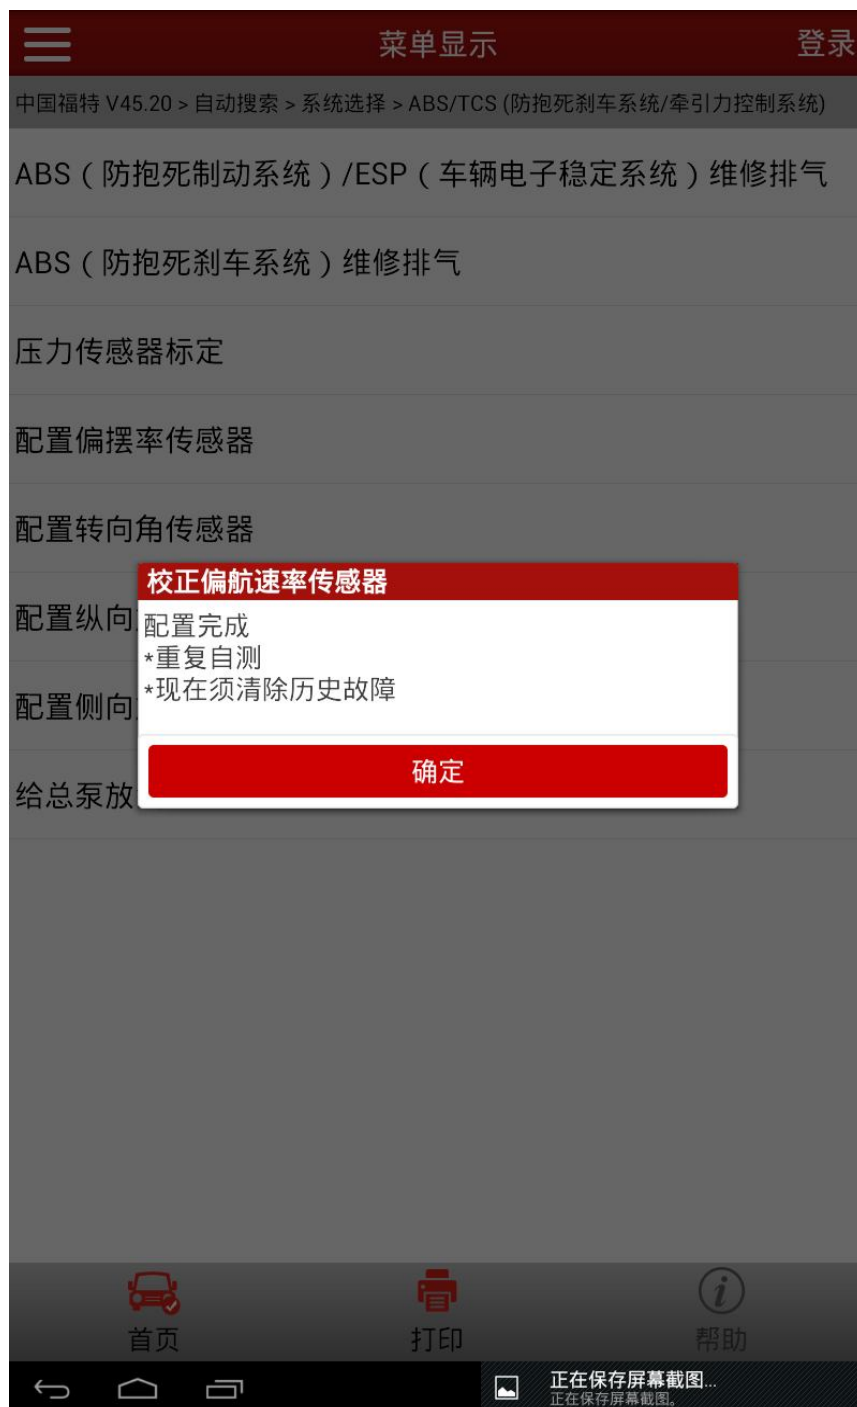 菜单显示
登录
中国福特 V45.20 > 自动搜索 > 系统选择 > ABS/TCS (防抱死刹车系统/牵引力控制系统)
ABS（防抱死制动系统）/ESP（车辆电子稳定系统）维修排气
ABS（防抱死刹车系统）维修排气
压力传感器标定
配置偏摆率传感器
配置转向角传感器
校正偏航速率传感器
配置纵向
配置完成
*重复自测
*现在须清除历史故障
配置侧向
确定
给总泵放
首页
打印
帮助
正在保存屏幕截图...
正在保存屏幕截图。